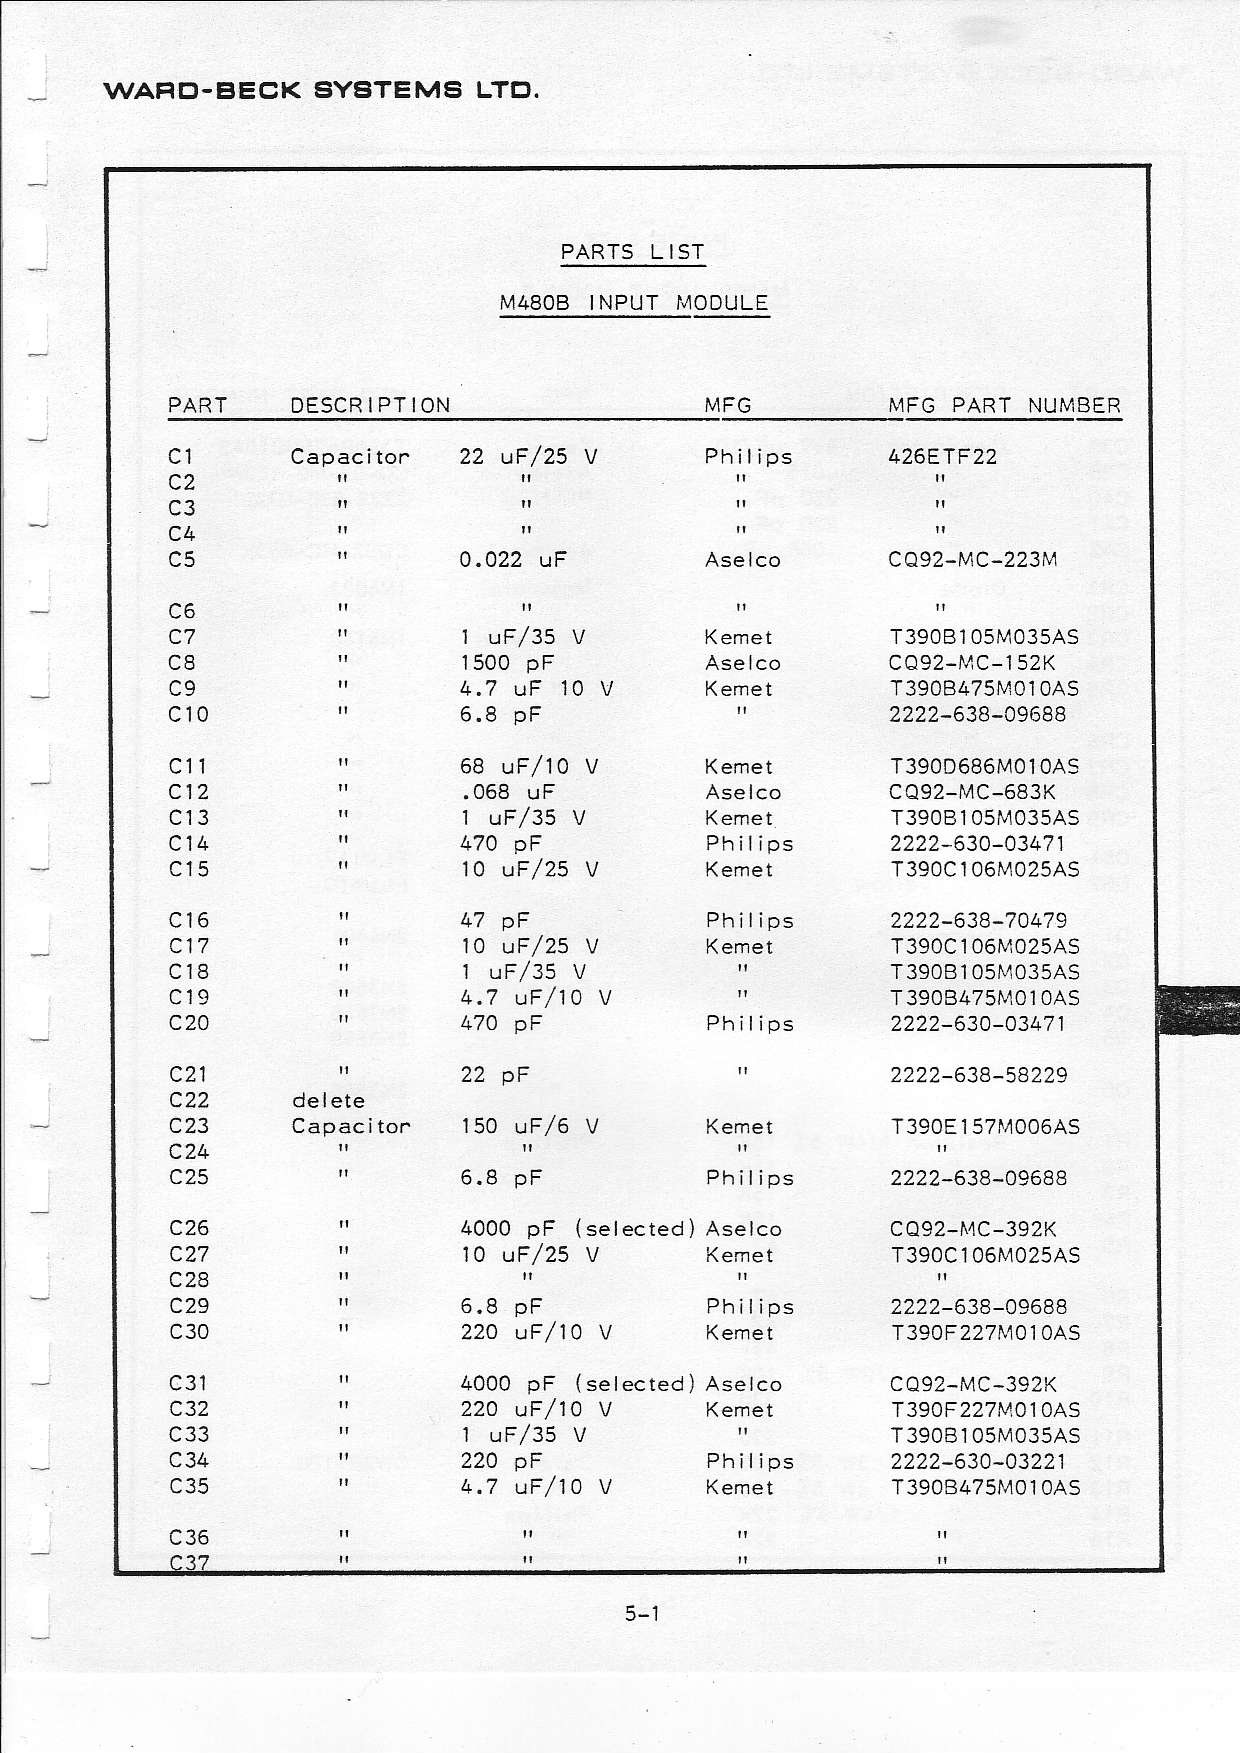 WARD-BECK SYSTEMS LTD.
PARTS LIST
M480B INPUT MODULE
PART DESCRIPTION MFG MFG PART NUMBER
C1 Capacitor 22 uF/25 V Philips 426ETF22
C2 " " " "
C3 " " " "
C4 " " " "
C5 " 0.022 uF Aselco CQ92-MC-223M
C6 " " " "
C7 " 1 uF/35 V Kemet T390B105M035AS
C8 " 1500 pF Aselco CQ92-MC-152K
C9 " 4.7 uF 10 V Kemet T390B475M010AS
C10 " 6.8 pF " 2222-638-09688
C11 " 68 uF/10 V Kemet T390D686M010AS
C12 " .068 uF Aselco CQ92-MC-683K
C13 " 1 uF/35 V Kemet T390B105M035AS
C14 " 470 pF Philips 2222-630-03471
C15 " 10 uF/25 V Kemet T390C106M025AS
C16 " 47 pF Philips 2222-638-70479
C17 " 10 uF/25 V Kemet T390C106M025AS
C18 " 1 uF/35 V " T390B105M035AS
C19 " 4.7 uF/10 V " T390B475M010AS
C20 " 470 pF Philips 2222-630-03471
C21 " 22 pF " 2222-638-58229
C22 delete
C23 Capacitor 150 uF/6 V Kemet T390E157M006AS
C24 " " " "
C25 " 6.8 pF Philips 2222-638-09688
C26 " 4000 pF (selected) Aselco CQ92-MC-392K
C27 " 10 uF/25 V Kemet T390C106M025AS
C28 " " " "
C29 " 6.8 pF Philips 2222-638-09688
C30 " 220 uF/10 V Kemet T390F227M010AS
C31 " 4000 pF (selected) Aselco CQ92-MC-392K
C32 " 220 uF/10 V Kemet T390F227M010AS
C33 " 1 uF/35 V " T390B105M035AS
C34 " 220 pF Philips 2222-630-03221
C35 " 4.7 uF/10 V Kemet T390B475M010AS
C36 " " " "
C37 " " " "
5-1